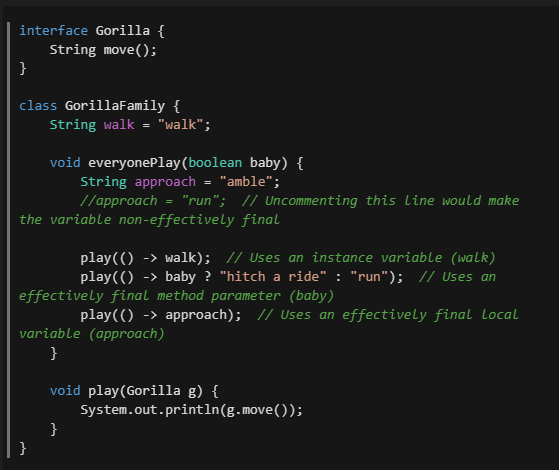 interface Gorilla {
    String move();
}

class GorillaFamily {
    String walk = "walk";

    void everyonePlay(boolean baby) {
        String approach = "amble";
        //approach = "run";  // Uncommenting this line would make
the variable non-effectively final

        play(() -> walk);  // Uses an instance variable (walk)
        play(() -> baby ? "hitch a ride" : "run");  // Uses an
effectively final method parameter (baby)
        play(() -> approach);  // Uses an effectively final local
variable (approach)
    }

    void play(Gorilla g) {
        System.out.println(g.move());
    }
}